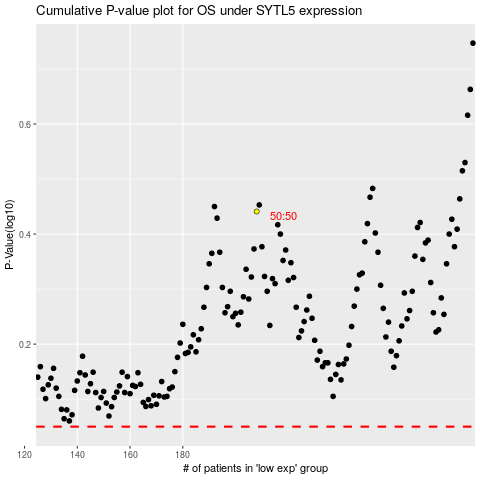 Cumulative P-value plot for OS under SYTL5 expression
P-Value(log10)
0.6
0.4
0.2
50:50
120
140
160
180
# of patients in 'low exp' group